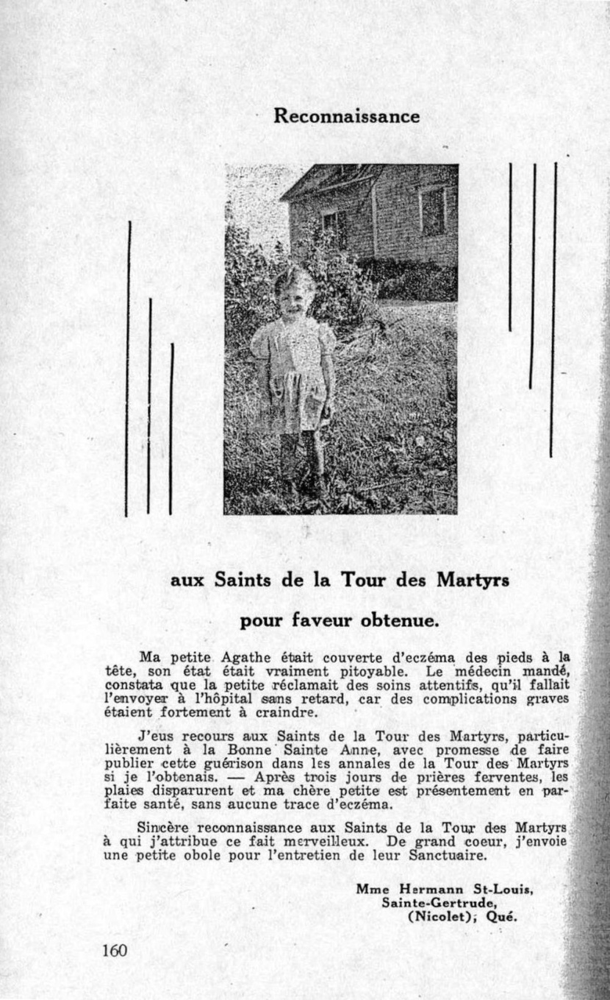 Reconnaissance
aux Saints de la Tour des Martyrs
pour faveur obtenue.
Ma petite Agathe était couverte d'eczéma des pieds à la
tête, son état était vraiment pitoyable. Le médecin mandé,
constata que la petite réclamait des soins attentifs, qu'il fallait
l'envoyer à l'hôpital sans retard, car des complications graves
étaient fortement à craindre.
J'eus recours aux Saints de la Tour des Martyrs, particu-
lièrement à la Bonne Sainte Anne, avec promesse de faire
publier cette guérison dans les annales de la Tour des Martyrs
si je l'obtenais. — Après trois jours de prières ferventes, les
plaies disparurent et ma chère petite est présentement en par-
faite santé, sans aucune trace d'eczéma.
Sincère reconnaissance aux Saints de la Tour des Martyrs
à qui j'attribue ce fait merveilleux. De grand coeur, j'envoie
une petite obole pour l'entretien de leur Sanctuaire.
Mme Hermann St-Louis,
Sainte-Gertrude,
(Nicolet); Qué.
160